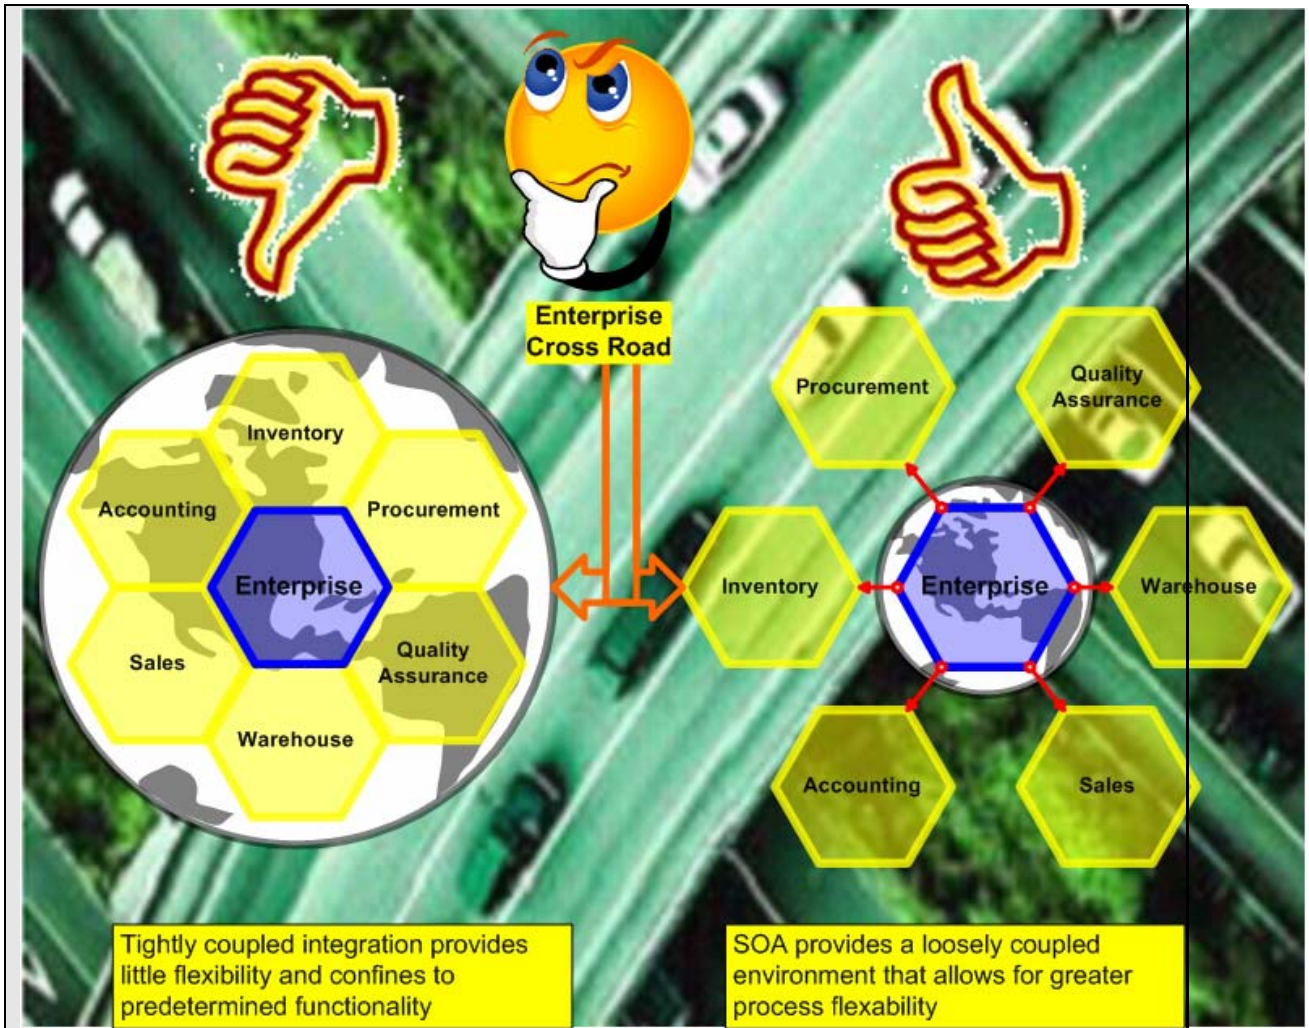 Enterprise
Cross Road
Inventory
Accounting
Procurement
Enterprise
Sales
Quality
Assurance
Warehouse
Procurement
Quality
Assurance
Inventory
Enterprise
Warehouse
Accounting
Sales
Tightly coupled integration provides
little flexibility and confines to
predetermined functionality
SOA provides a loosely coupled
environment that allows for greater
process flexability